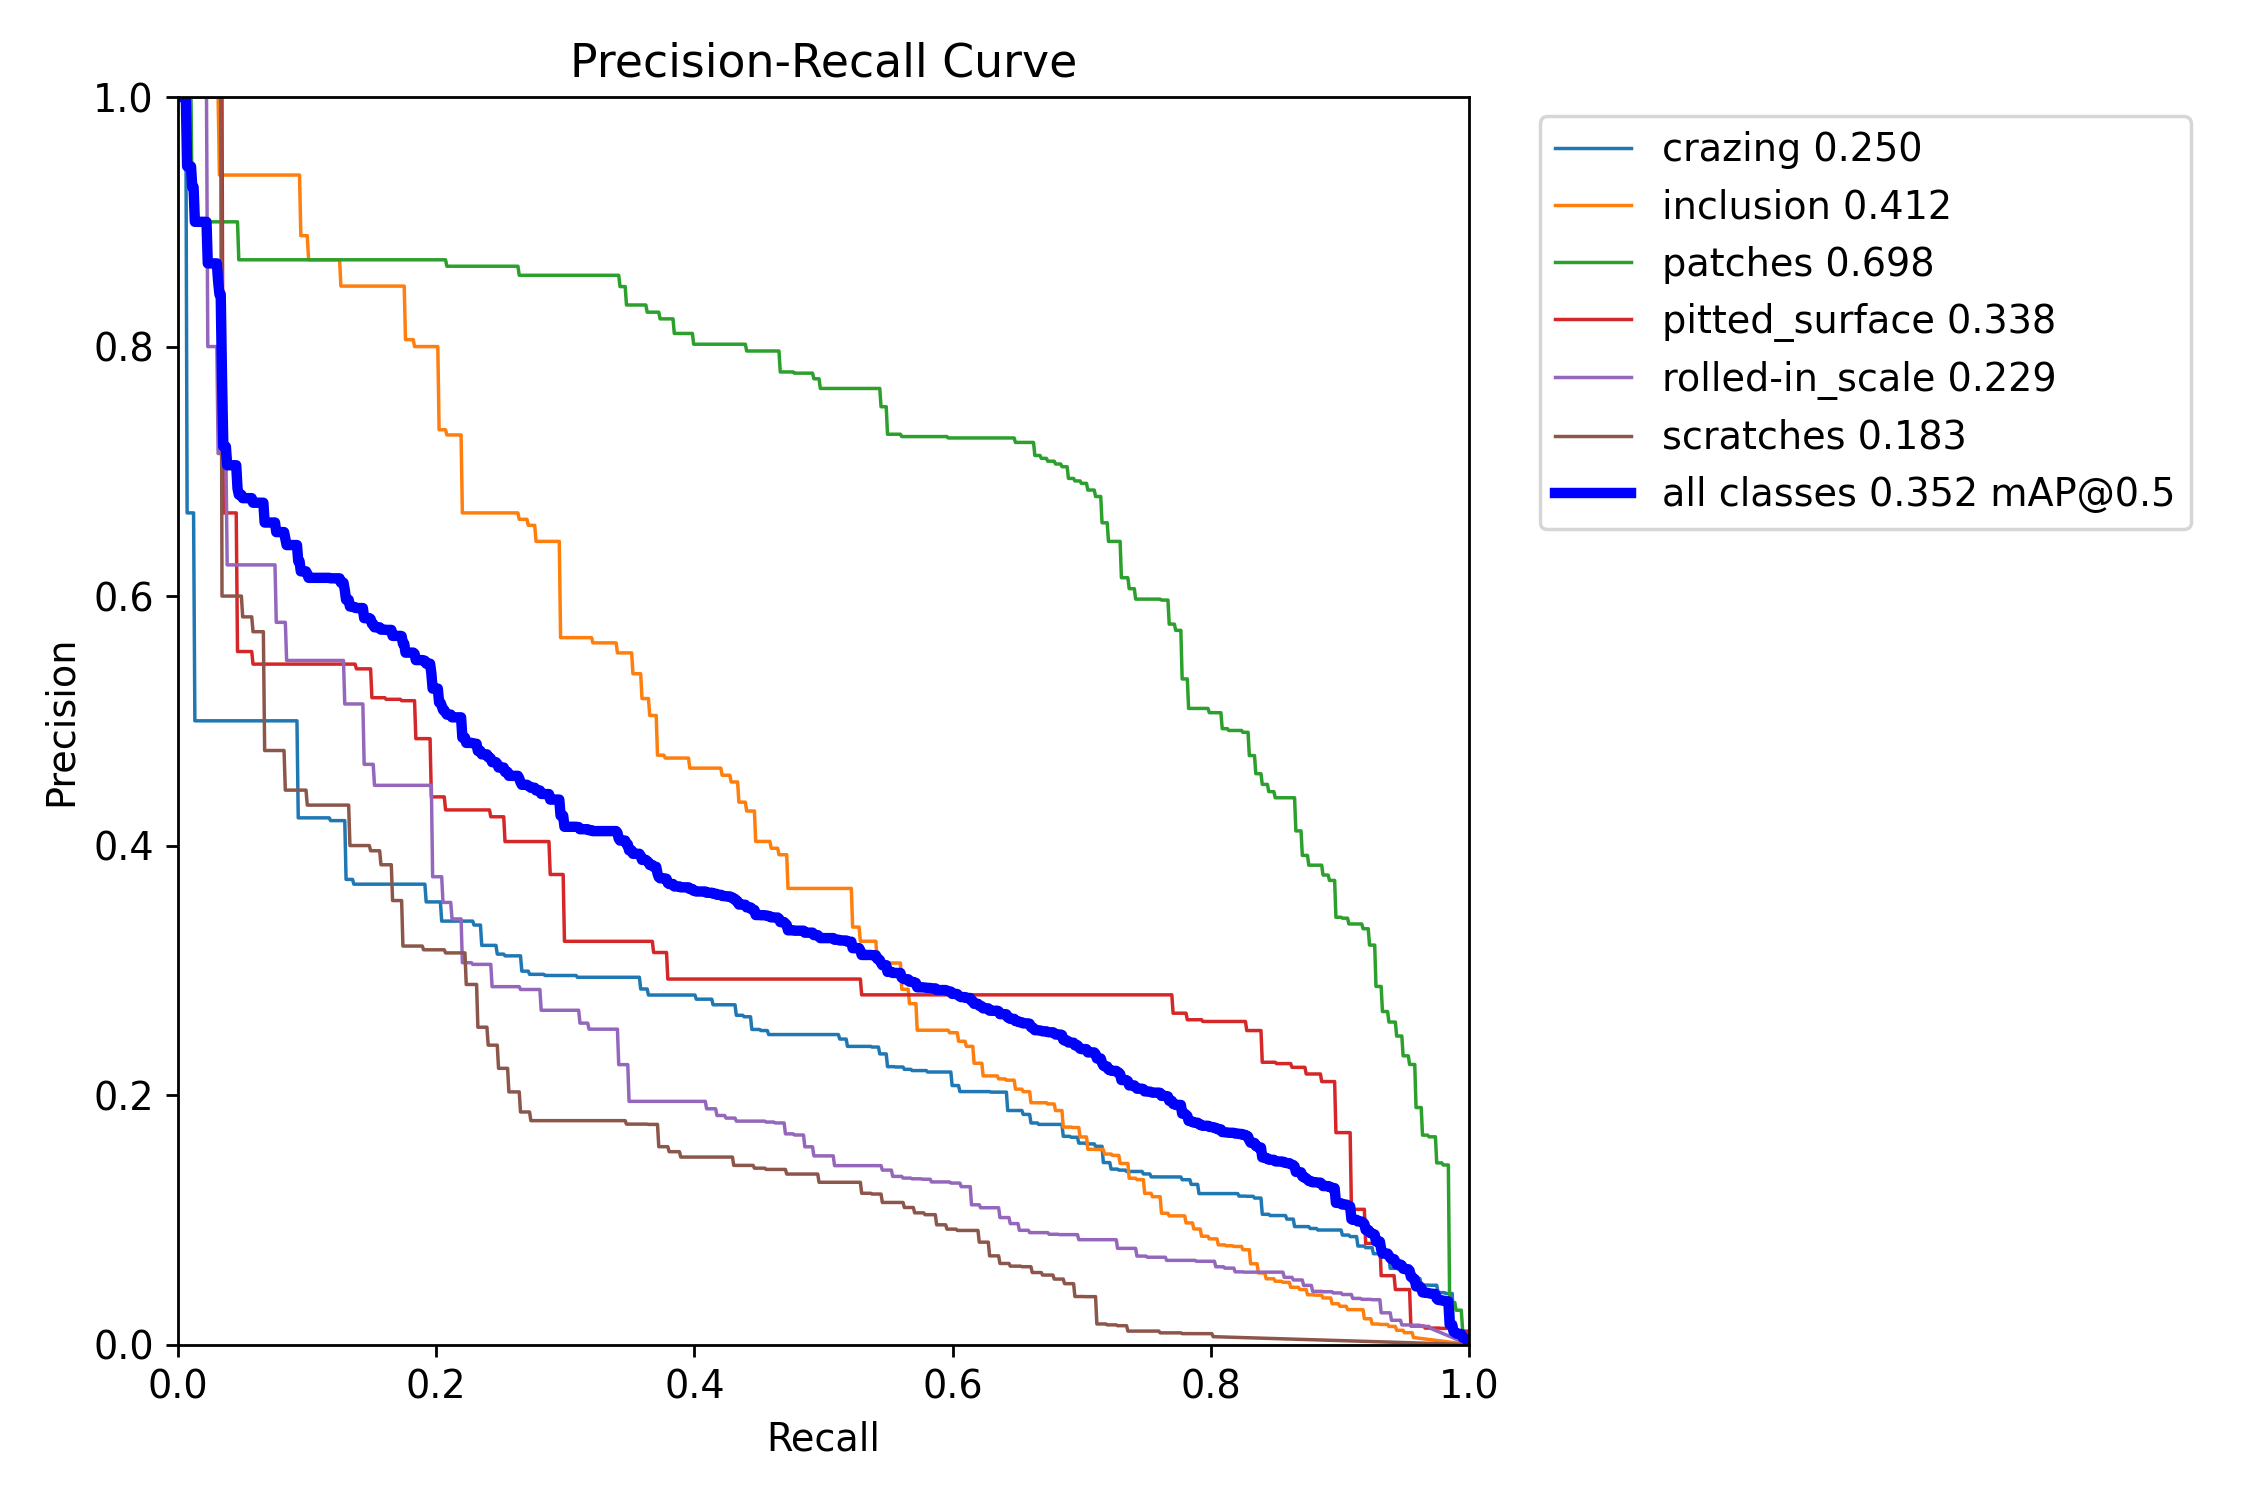 Precision-Recall Curve
1.0
0.8
0.6
0.4
0.2
0.0
Precision
0.0 0.2 0.4 0.6 0.8 1.0
Recall
crazing 0.250
inclusion 0.412
patches 0.698
pitted_surface 0.338
rolled-in_scale 0.229
scratches 0.183
all classes 0.352 mAP@0.5